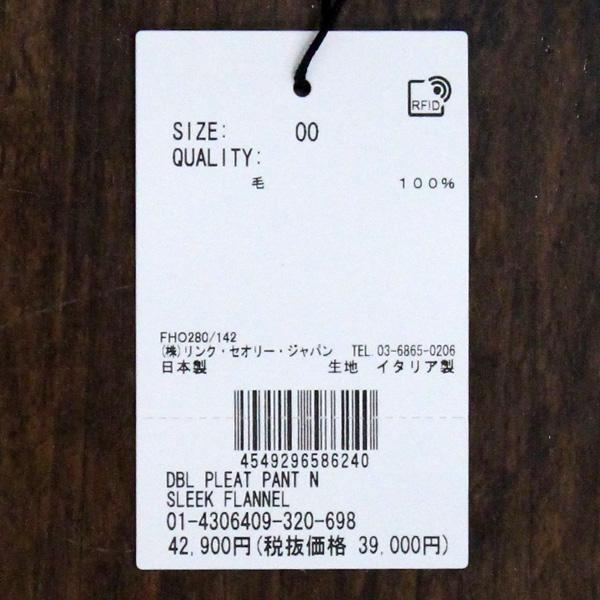 RFID
SIZE: 00
QUALITY:
毛 100%
FHO280/142
(株)リンク・セオリー・ジャパン TEL.03-6865-0206
日本製 生地 イタリア製
4549296586240
DBL PLEAT PANT N
SLEEK FLANNEL
01-4306409-320-698
42,900円(税抜価格 39,000円)